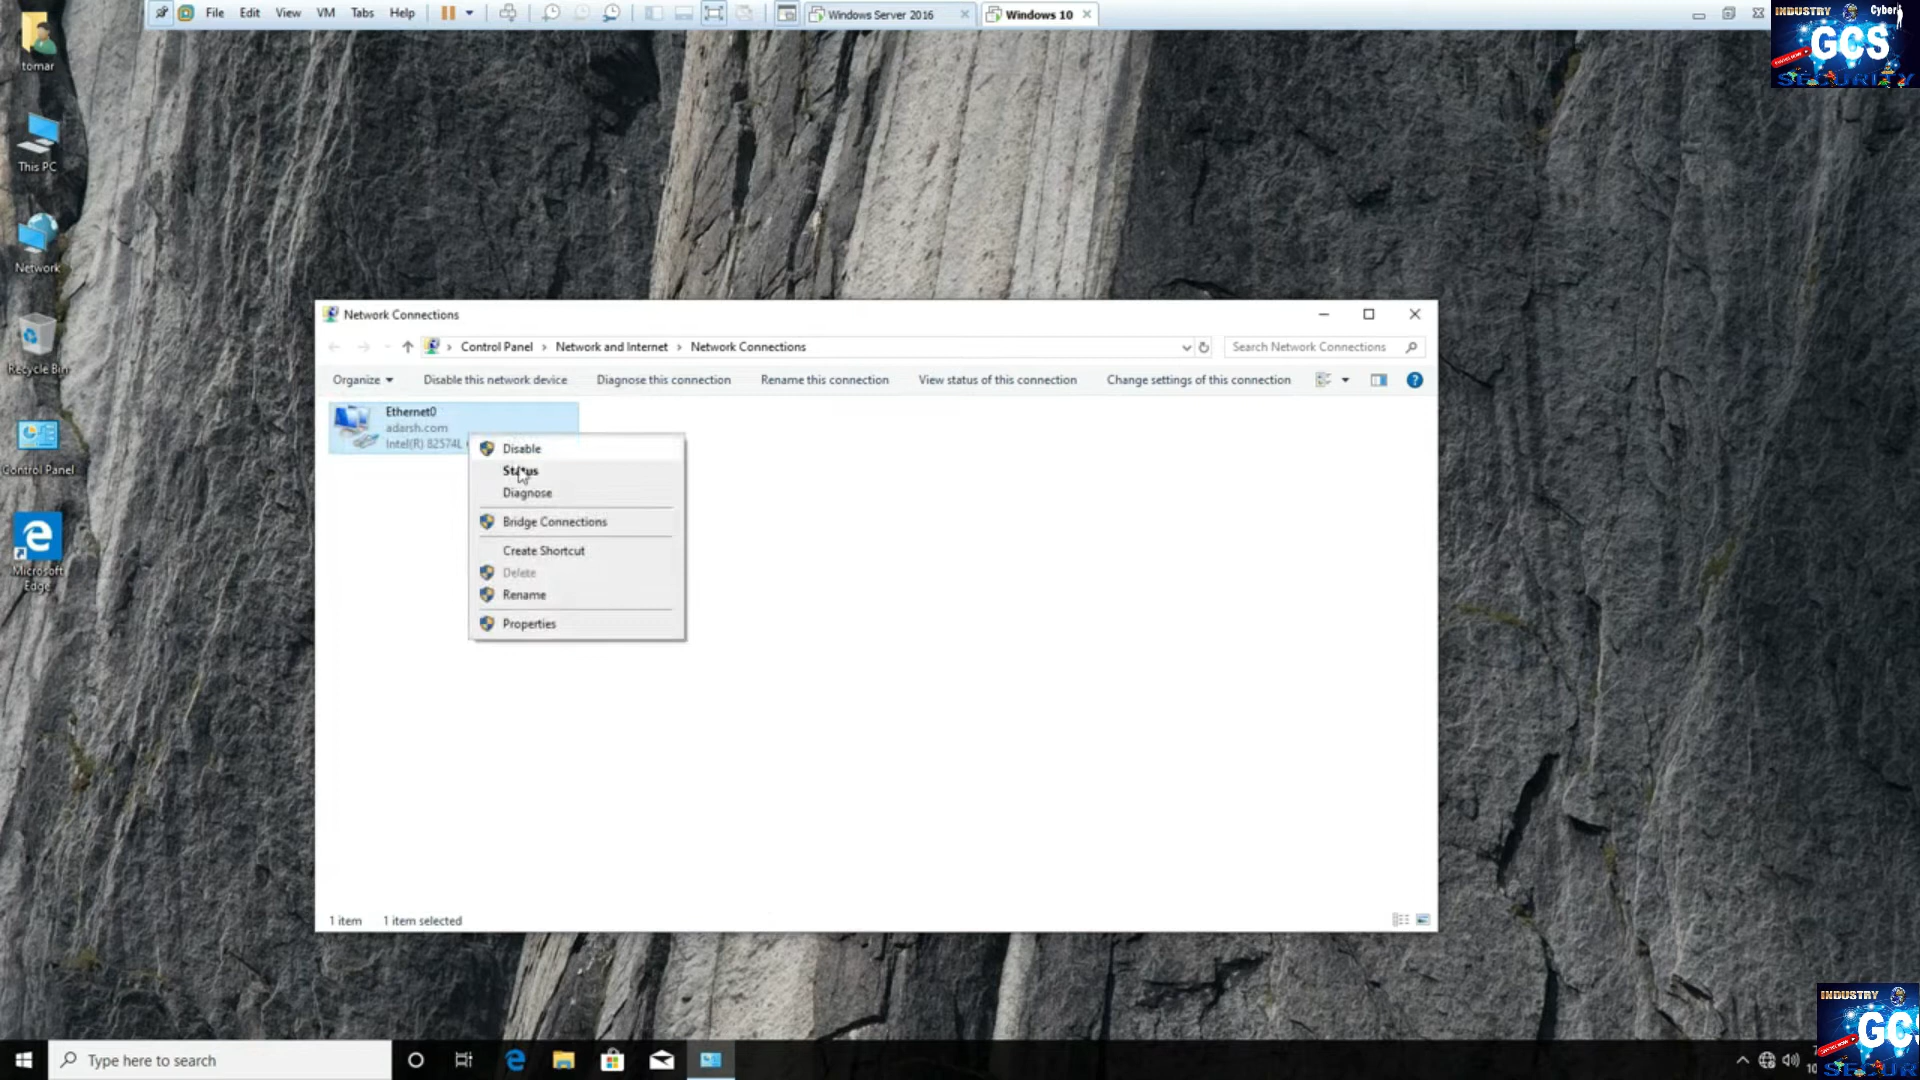 File Edit View VM Tabs Help
Windows Server 2016
Windows 10
INDUSTRY Cyber
GCS
SECURITY
tomar
This PC
Network
Recycle Bin
Control Panel
Microsoft
Edge
Network Connections
Control Panel > Network and Internet > Network Connections
Search Network Connections
Organize
Disable this network device
Diagnose this connection
Rename this connection
View status of this connection
Change settings of this connection
Ethernet0
adarsh.com
Intel(R) 82574L
Disable
Status
Diagnose
Bridge Connections
Create Shortcut
Delete
Rename
Properties
1 item
1 item selected
Type here to search
INDUSTRY
GCS
SECUR